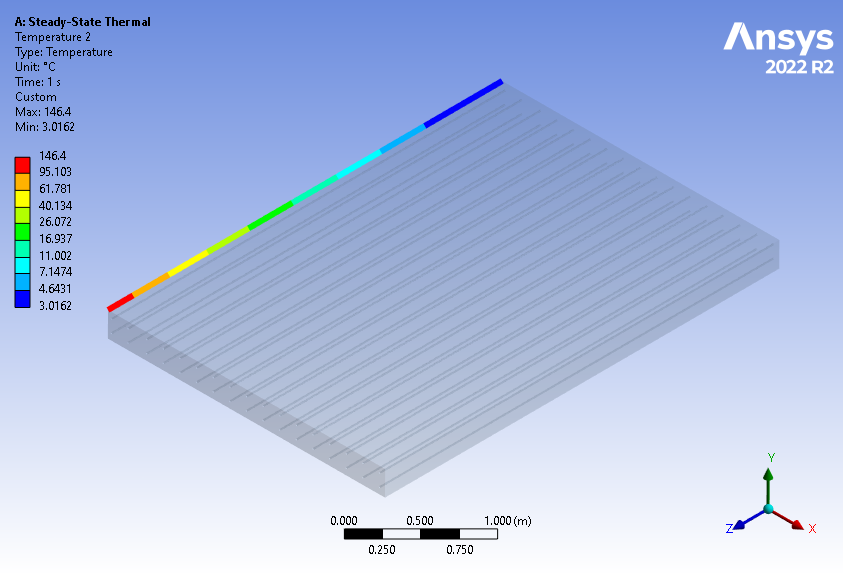 A: Steady-State Thermal
Temperature 2
Type: Temperature
Unit: °C
Time: 1 s
Custom
Max: 146.4
Min: 3.0162
Ansys
2022 R2
146.4
95.103
61.781
40.134
26.072
16.937
11.002
7.1474
4.6431
3.0162
Y
Z
X
0.000 0.500 1.000 (m)
0.250 0.750